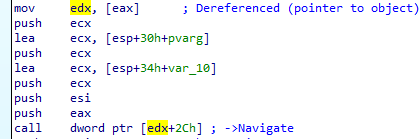 mov     edx, [eax]      ; Dereferenced (pointer to object)
push    ecx
lea     ecx, [esp+30h+pvarg]
push    ecx
lea     ecx, [esp+34h+var_10]
push    ecx
push    esi
push    eax
call    dword ptr [edx+2Ch] ; ->Navigate